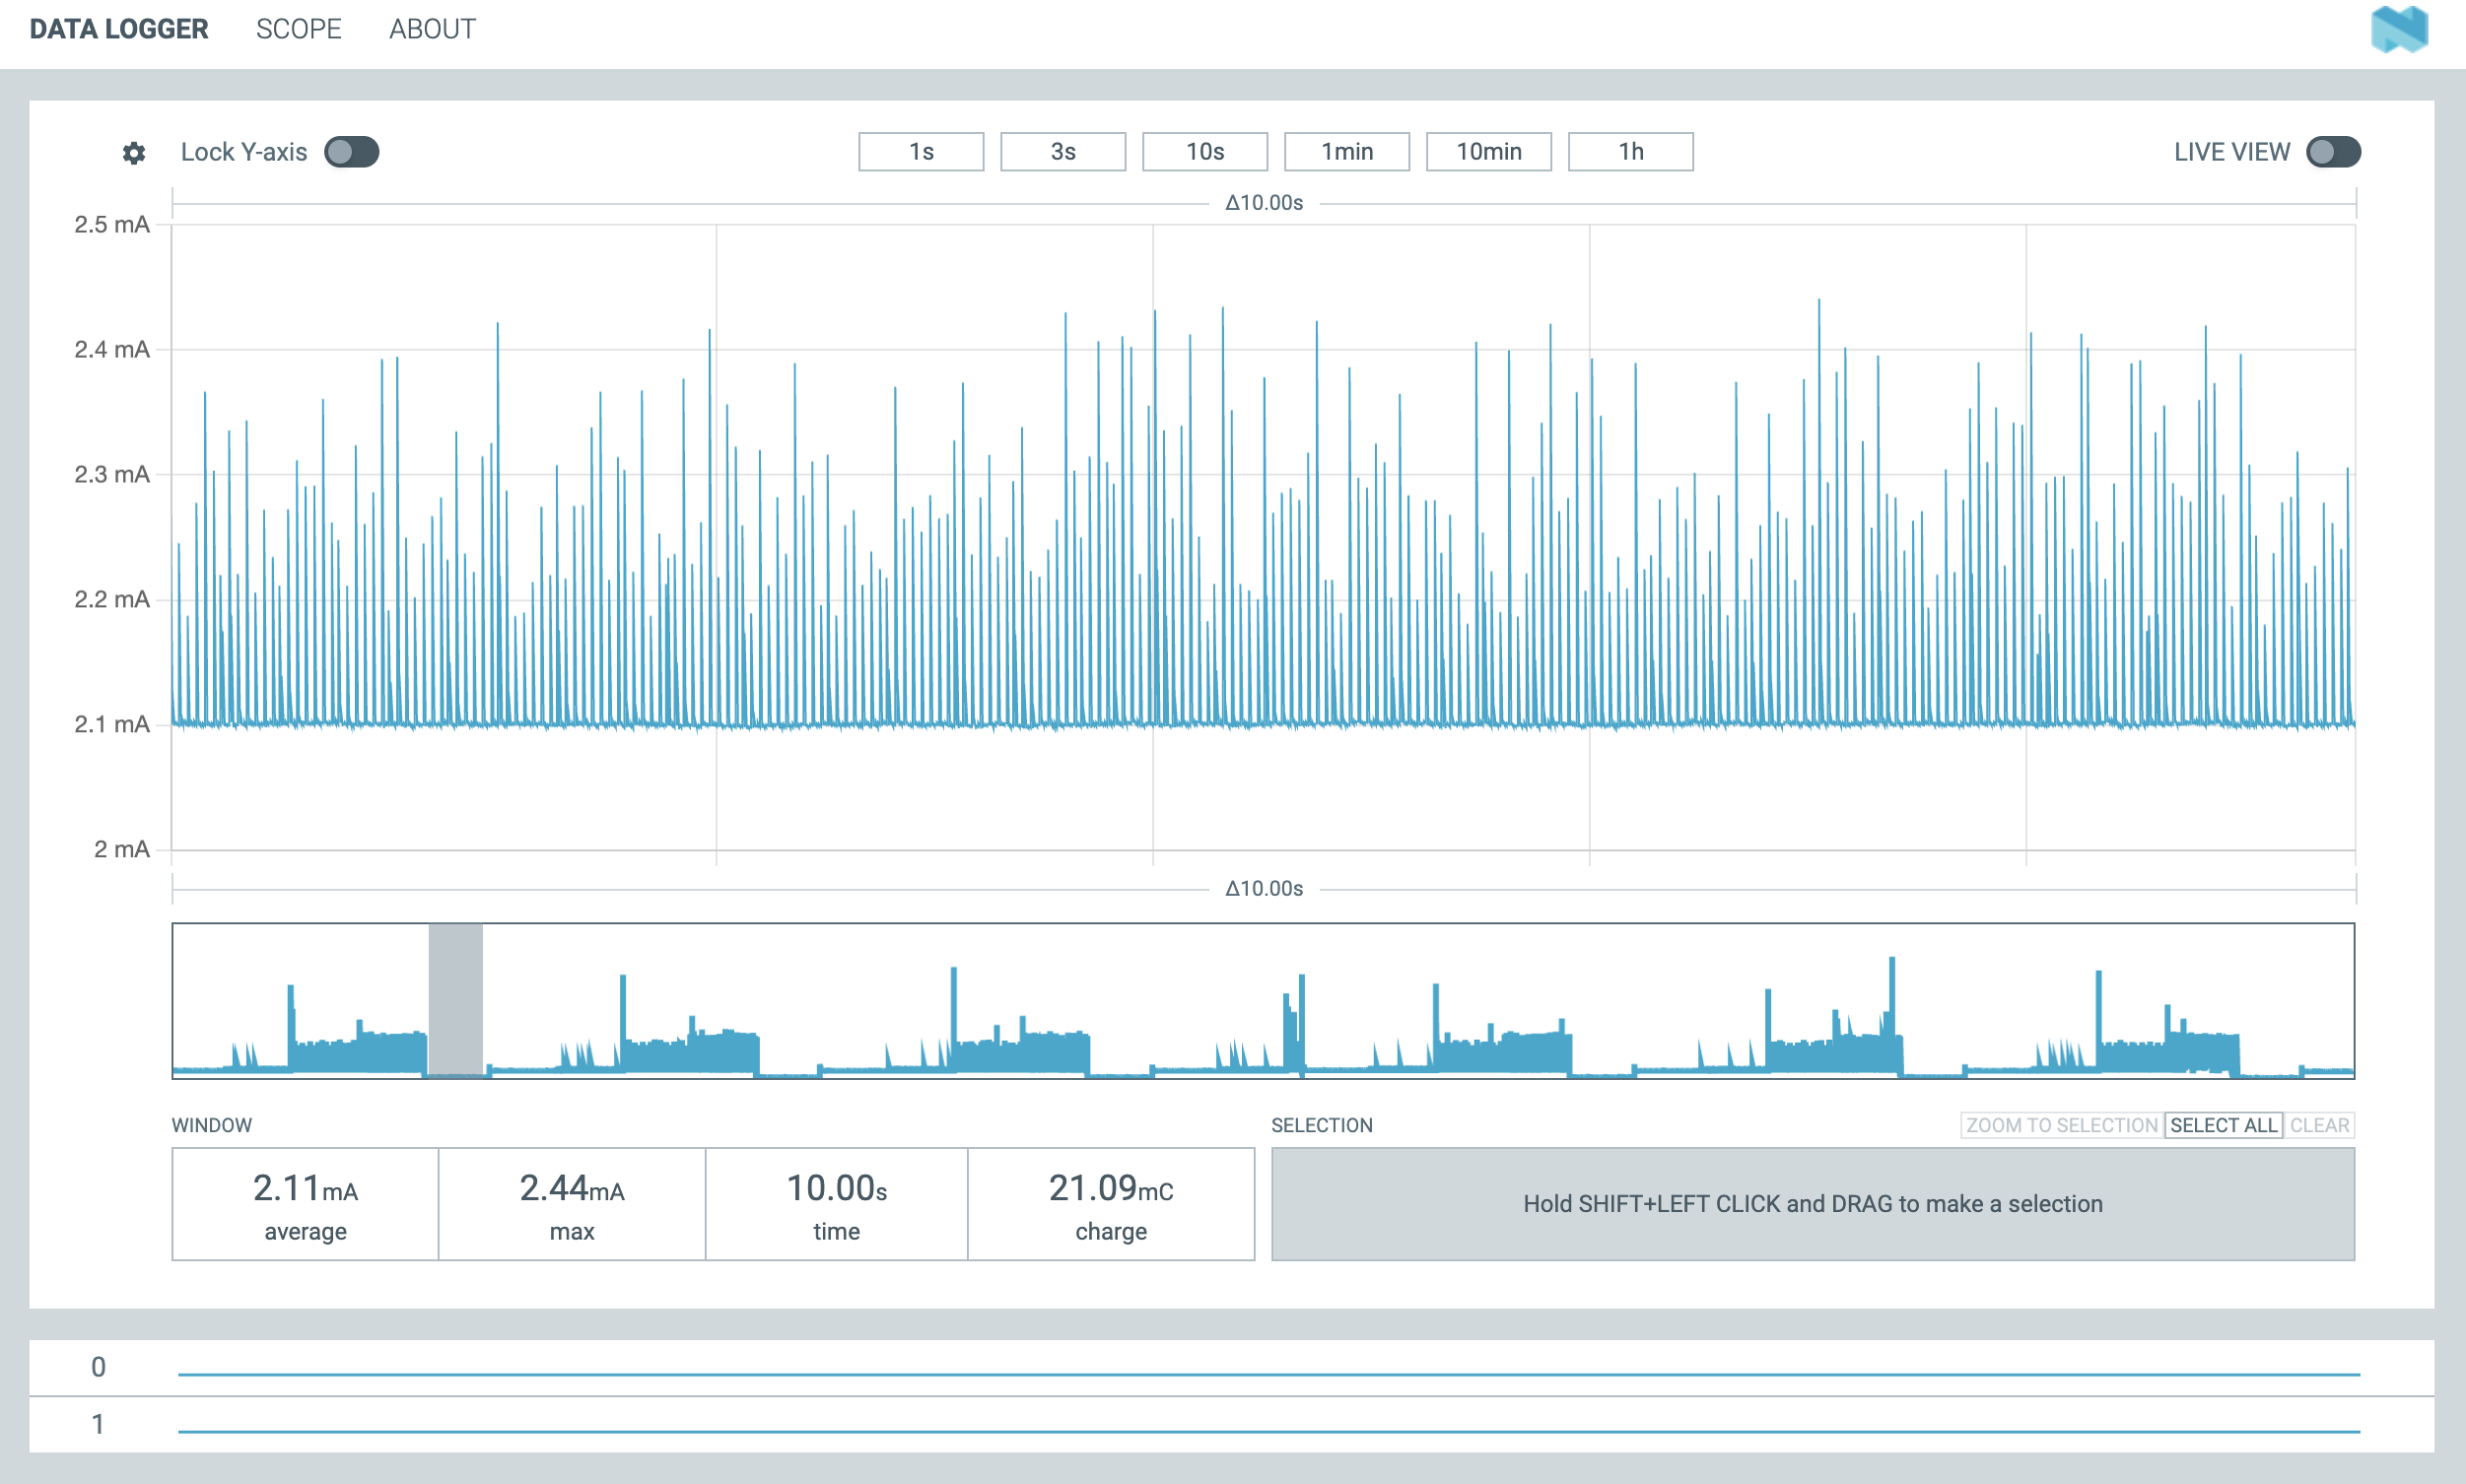 DATA LOGGER SCOPE ABOUT
Lock Y-axis 1s 3s 10s 1min 10min 1h LIVE VIEW
Δ10.00s
2.5 mA
2.4 mA
2.3 mA
2.2 mA
2.1 mA
2 mA
Δ10.00s
WINDOW
2.11mA 2.44mA 10.00s 21.09mC
average max time charge
SELECTION ZOOM TO SELECTION SELECT ALL CLEAR
Hold SHIFT+LEFT CLICK and DRAG to make a selection
0
1